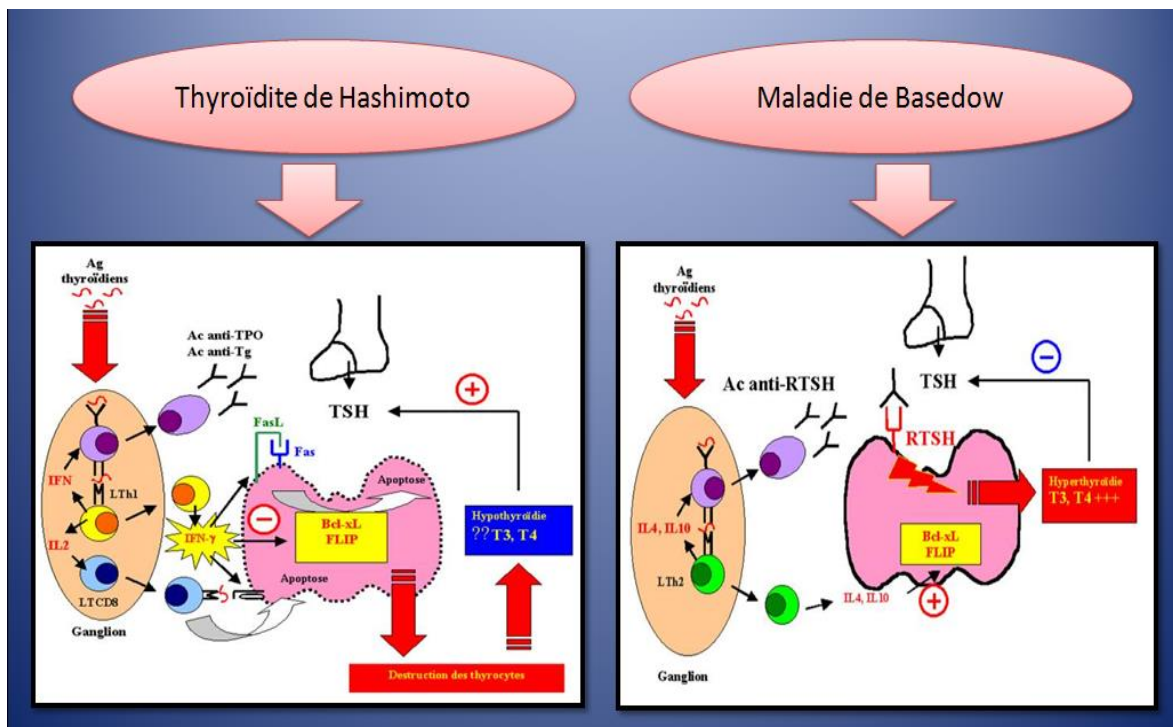 Thyroïdite de Hashimoto
Maladie de Basedow
Ag
thyroïdiens
Ac anti-TPO
Ac anti-Tg
TSH
+
FasL
Fas
IFN
LTh1
IL2
IFN-γ
−
Apoptose
Bcl-xL
FLIP
Hypothyroïdie
??T3, T4
LTCD8
Apoptose
Ganglion
Destruction des thyrocytes
Ag
thyroïdiens
Ac anti-RTSH
TSH
−
RTSH
IL4, IL10
Hyperthyroïdie
T3, T4 +++
Bcl-xL
FLIP
LTh2
IL4, IL10
+
Ganglion